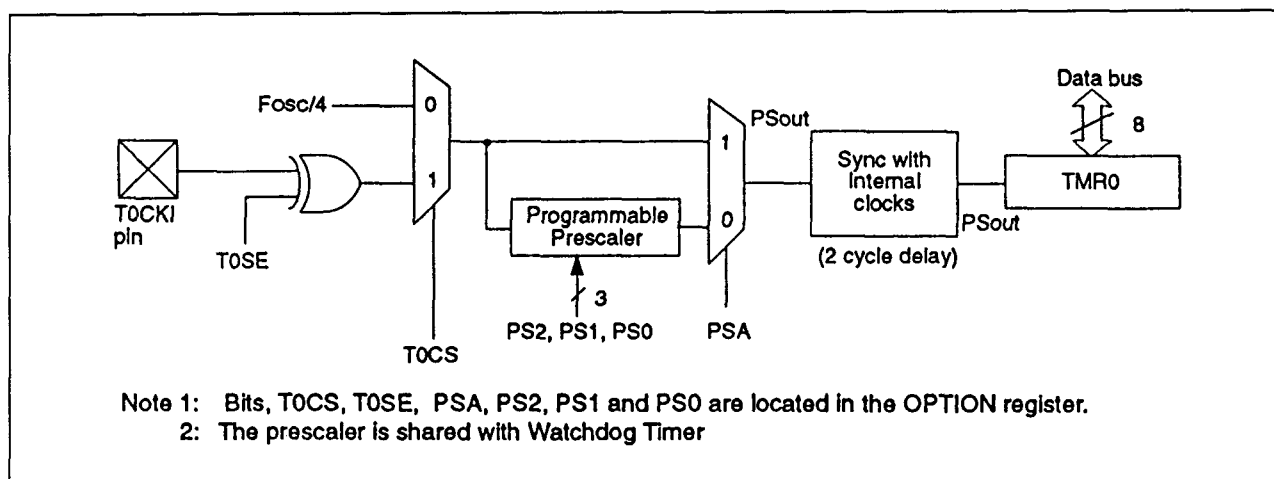 Data bus
8
Fosc/4
0
1
T0CKI
pin
T0SE
T0CS
Programmable
Prescaler
3
PS2, PS1, PS0
1
0
PSA
PSout
Sync with
Internal
clocks
(2 cycle delay)
PSout
TMR0
Note 1: Bits, T0CS, T0SE, PSA, PS2, PS1 and PS0 are located in the OPTION register.
2: The prescaler is shared with Watchdog Timer